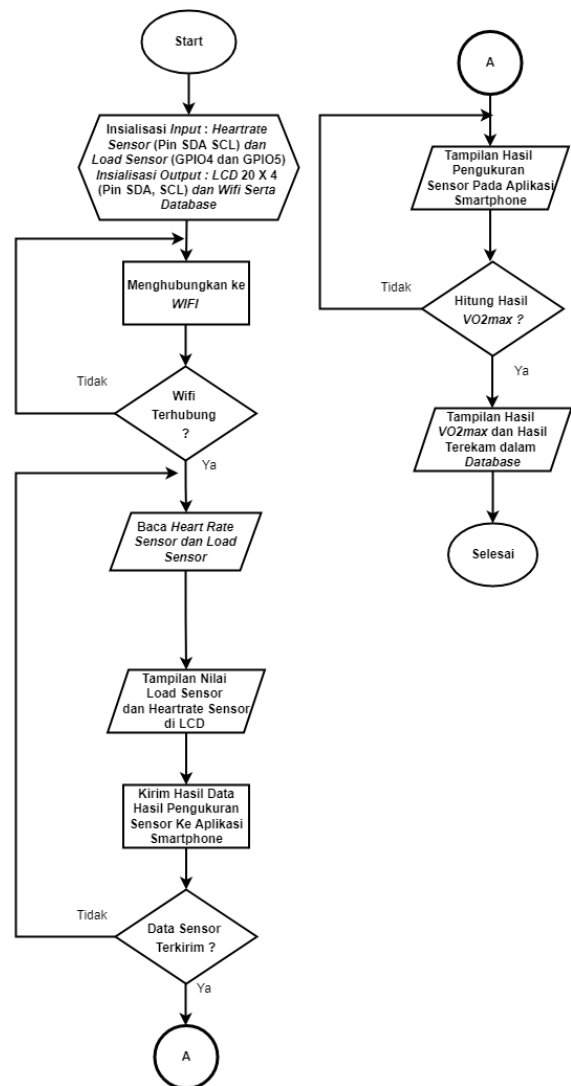 Start
Insialisasi Input : Heartrate
Sensor (Pin SDA SCL) dan
Load Sensor (GPIO4 dan GPIO5)
Insialisasi Output : LCD 20 X 4
(Pin SDA, SCL) dan Wifi Serta
Database
Menghubungkan ke
WIFI
Tidak
Wifi
Terhubung
?
Ya
Baca Heart Rate
Sensor dan Load
Sensor
Tampilan Nilai
Load Sensor
dan Heartrate Sensor
di LCD
Kirim Hasil Data
Hasil Pengukuran
Sensor Ke Aplikasi
Smartphone
Tidak
Data Sensor
Terkirim ?
Ya
A
A
Tampilan Hasil
Pengukuran
Sensor Pada Aplikasi
Smartphone
Tidak
Hitung Hasil
VO2max ?
Ya
Tampilan Hasil
VO2max dan Hasil
Terekam dalam
Database
Selesai